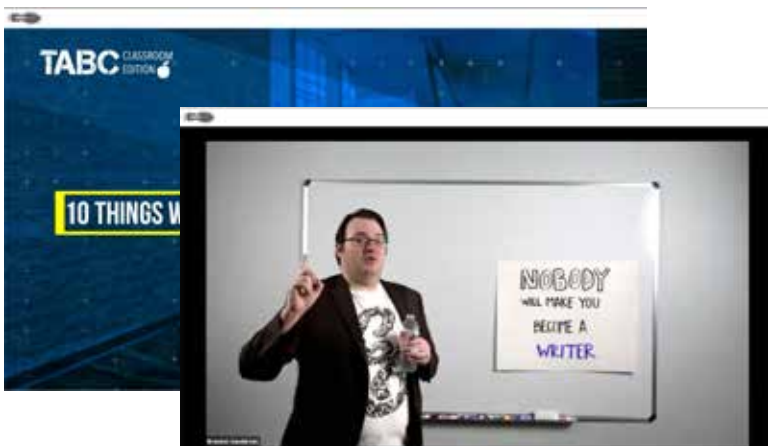 TABC CLASSROOM
EDITION
10 THINGS W
NOBODY
WILL MAKE YOU
BECOME A
WRITER